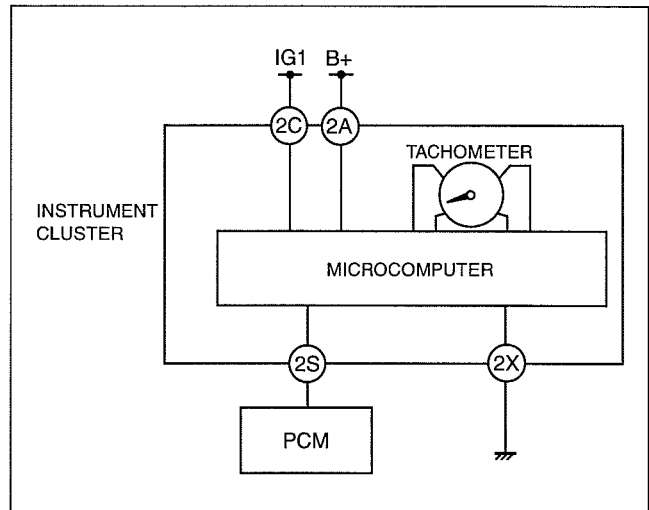 IG1 B+
2C 2A
TACHOMETER
INSTRUMENT
CLUSTER
MICROCOMPUTER
2S 2X
PCM